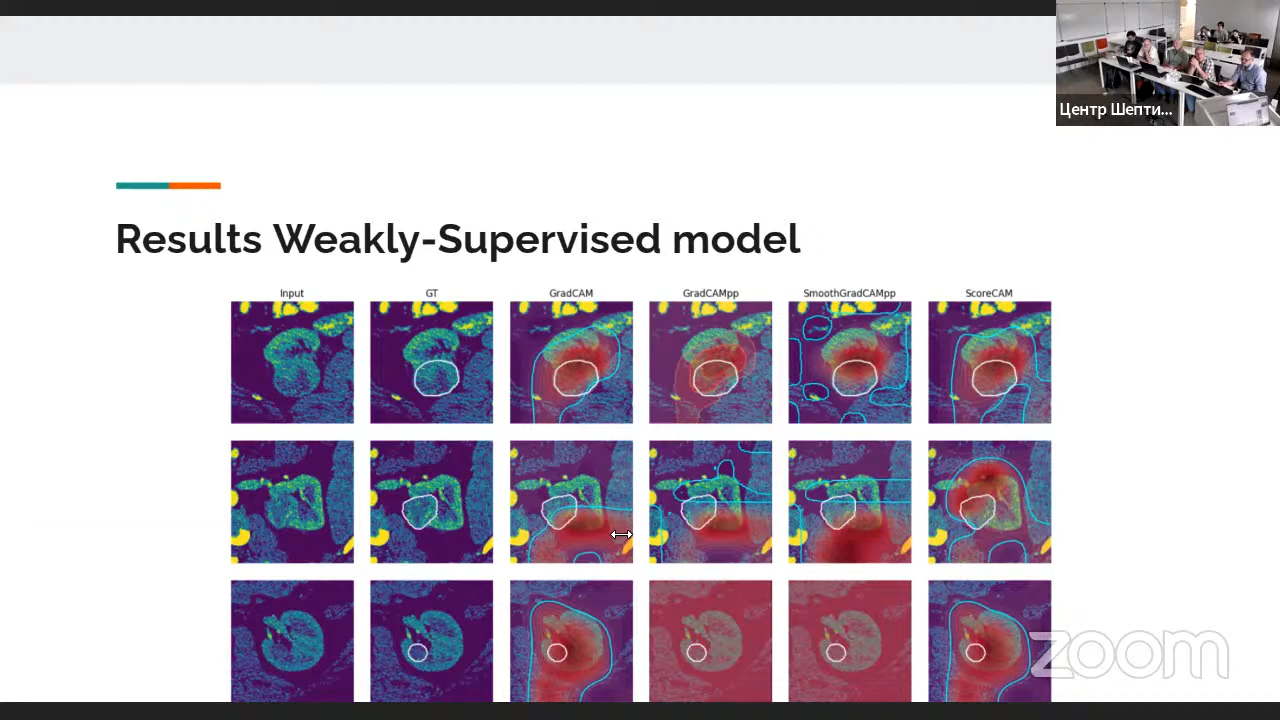 Центр Шепти...
Results Weakly-Supervised model
Input GT GradCAM GradCAMpp SmoothGradCAMpp ScoreCAM
zoom